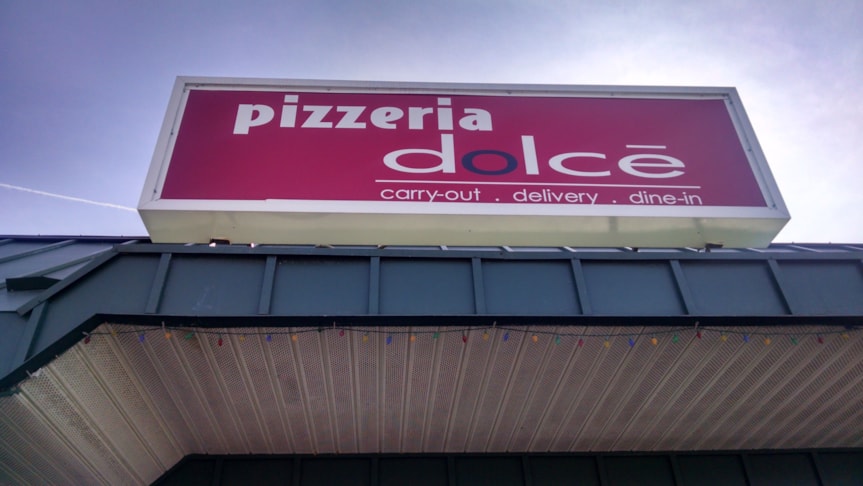 pizzeria
dolcē
carry-out . delivery . dine-in